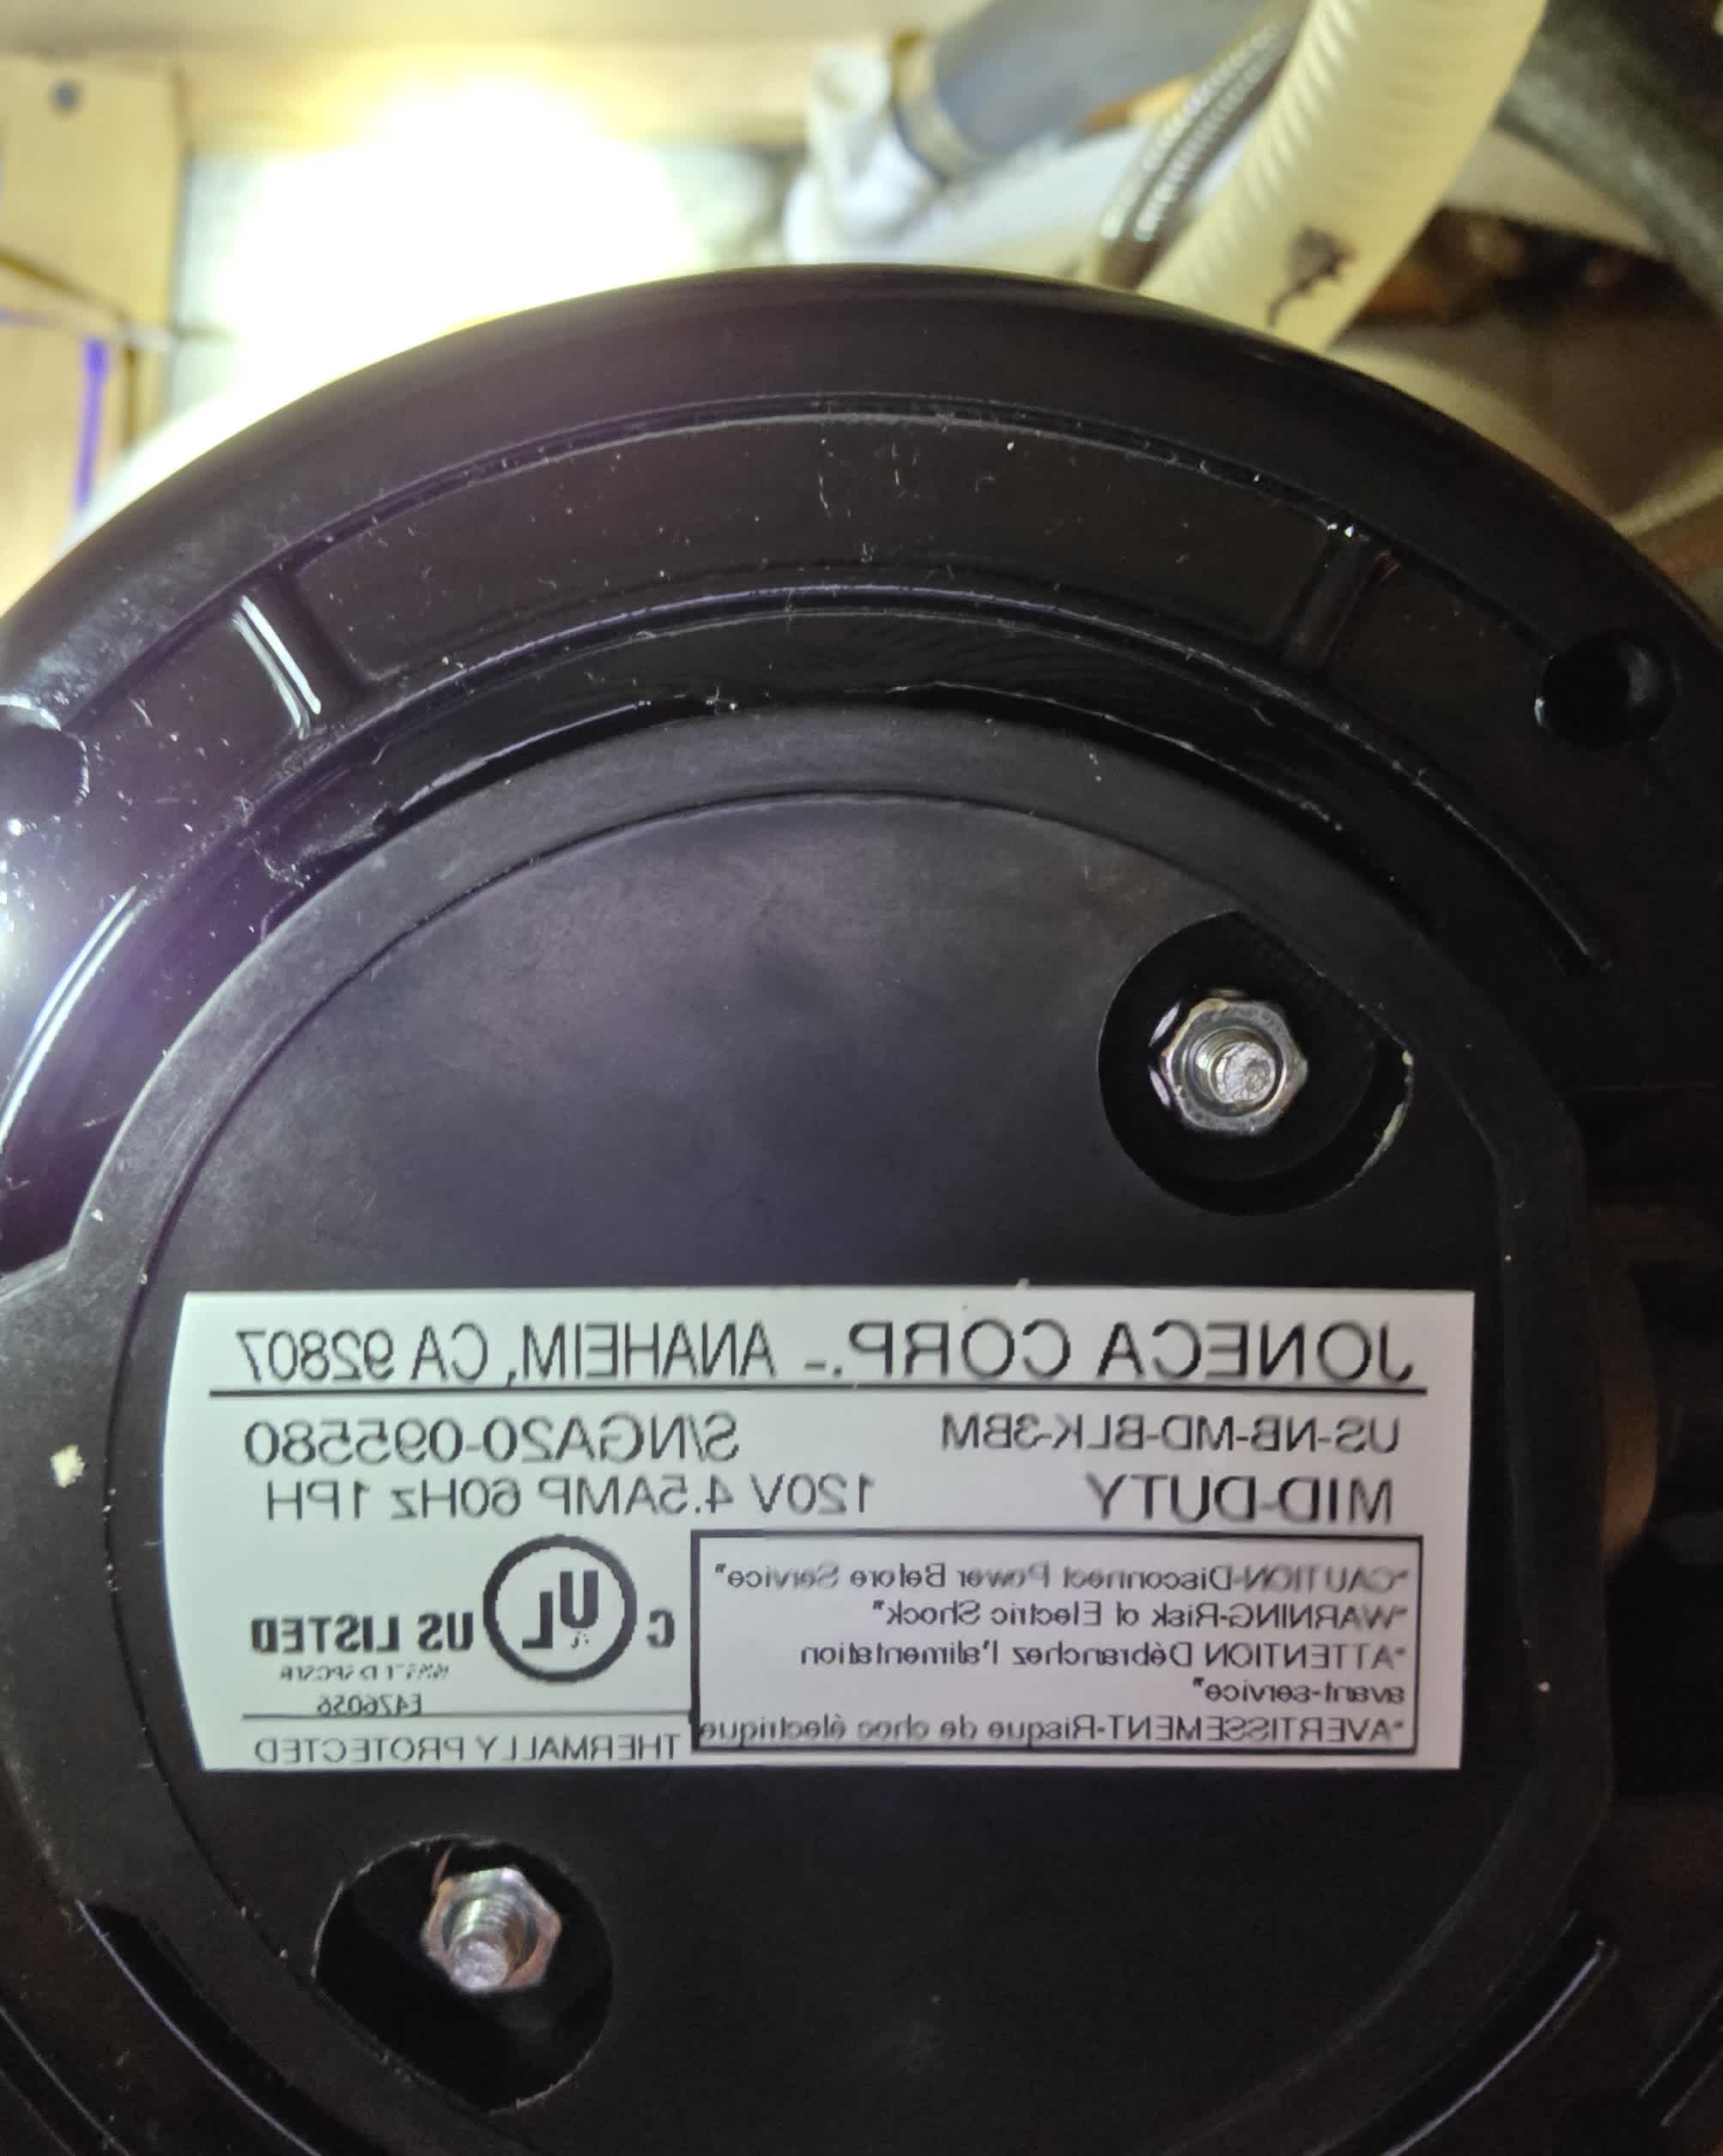 JONECA CORP. - ANAHEIM, CA 92807
US-NB-MD-BLK-3BM S/NGA20-095580
MID-DUTY 120V 4.5AMP 60Hz 1PH
"CAUTION-Disconnect Power Before Service"
"WARNING-Risk of Electric Shock"
"ATTENTION Débranchez l'alimentation
avant-service"
"AVERTISSEMENT-Risque de choc électrique
C UL US LISTED
E476056
THERMALLY PROTECTED